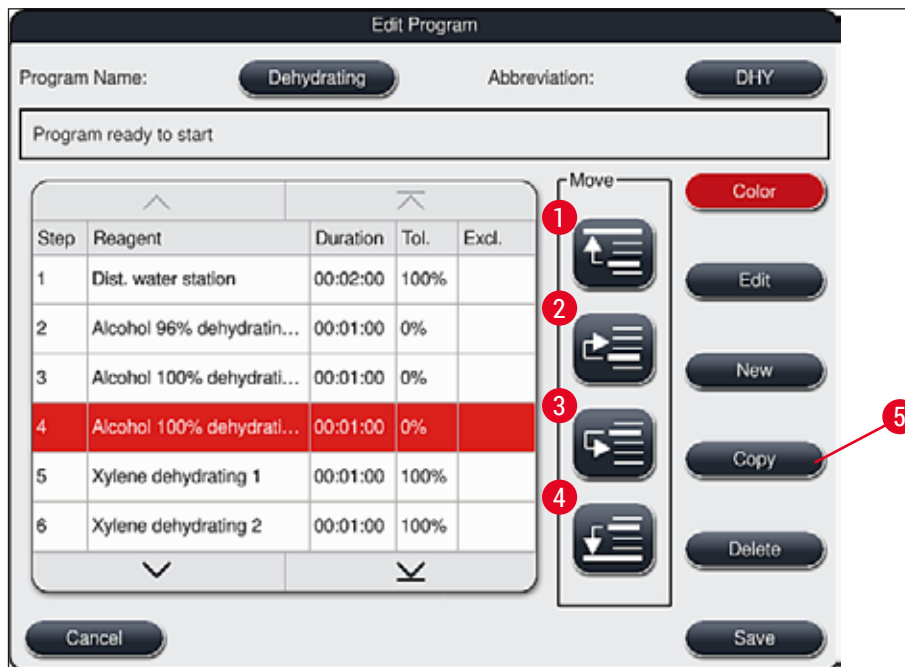 Edit Program
Program Name: Dehydrating Abbreviation: DHY
Program ready to start
Move
Color
1
Step Reagent Duration Tol. Excl.
1 Dist. water station 00:02:00 100%
Edit
2
2 Alcohol 96% dehydratin... 00:01:00 0%
3 Alcohol 100% dehydrati... 00:01:00 0%
New
3
4 Alcohol 100% dehydrati... 00:01:00 0%
5
Copy
5 Xylene dehydrating 1 00:01:00 100%
4
6 Xylene dehydrating 2 00:01:00 100%
Delete
Cancel Save